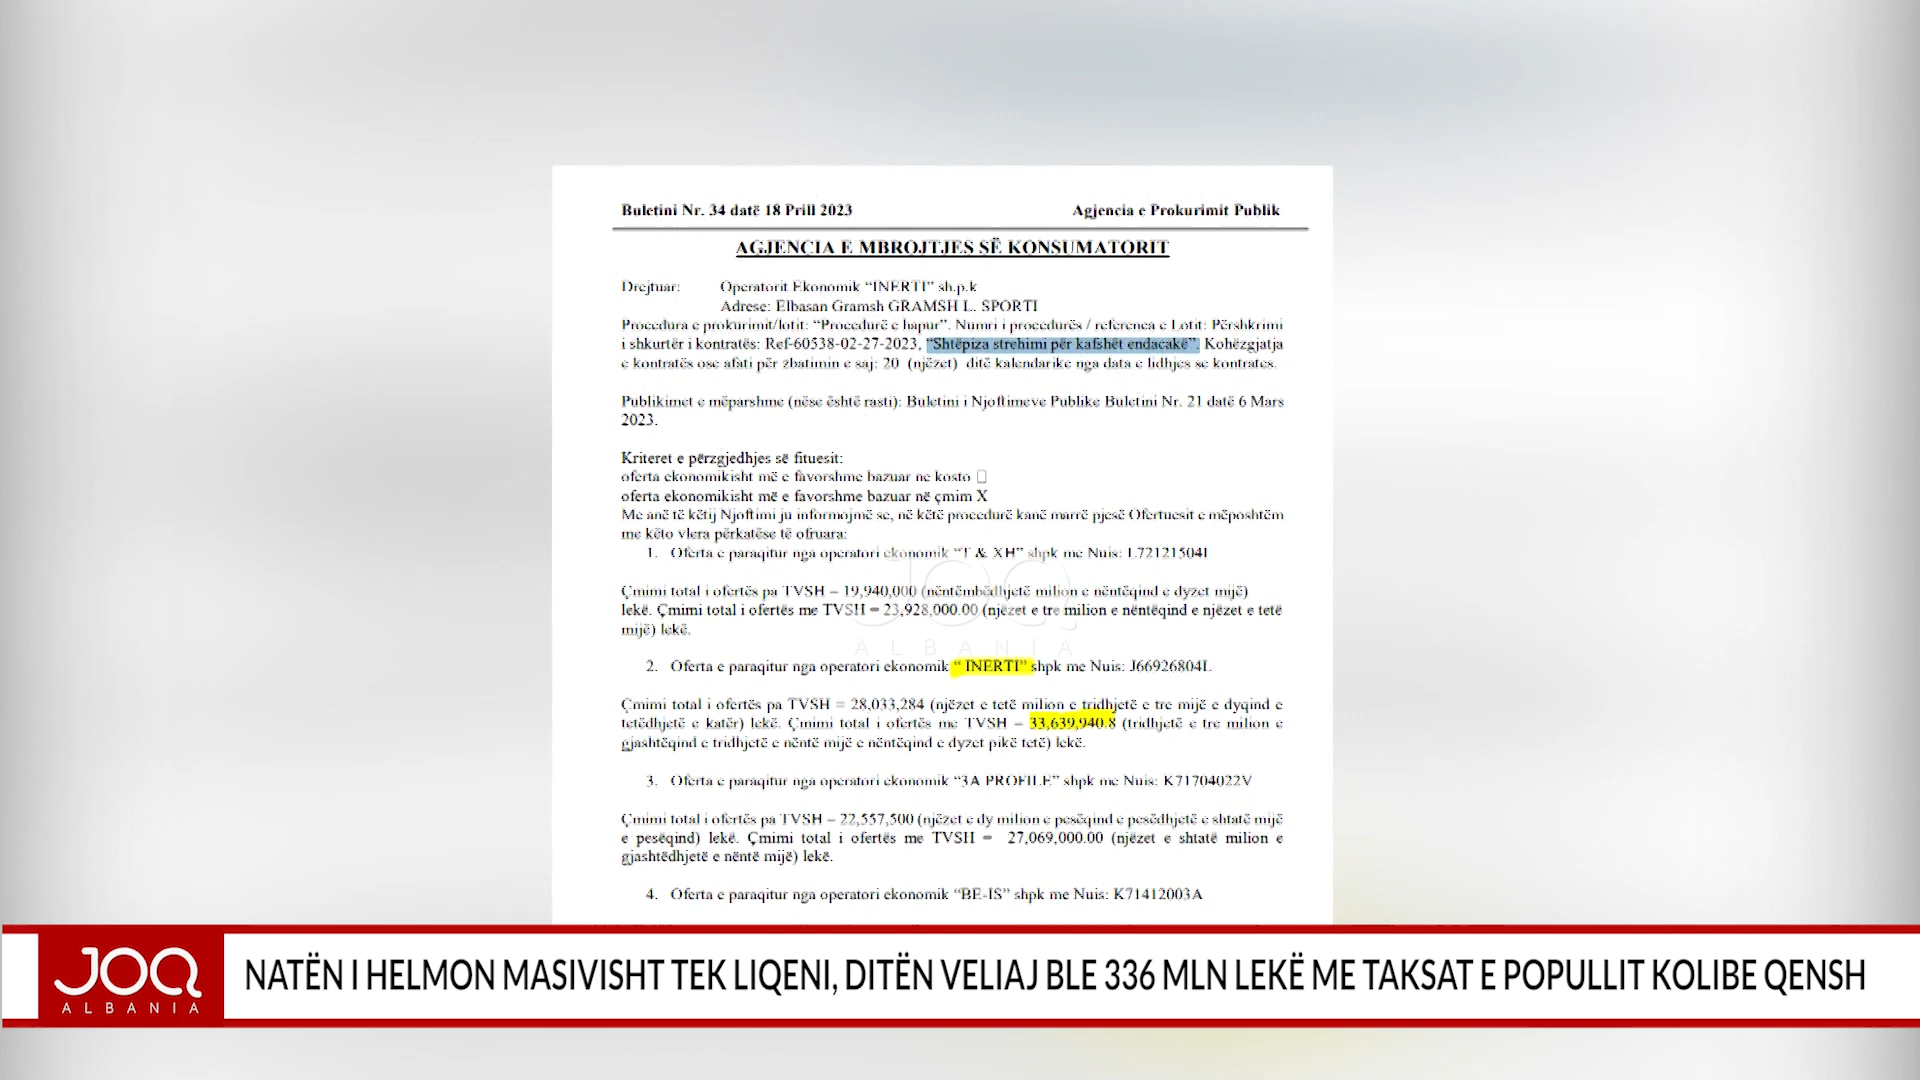 Buletini Nr. 34 datë 18 Prill 2023 Agjencia e Prokurimit Publik
AGJENCIA E MBROJTJES SË KONSUMATORIT
Drejtuar: Operatorit Ekonomik “INERTI” sh.p.k
Adrese: Elbasan Gramsh GRAMSH L. SPORTI
Procedura e prokurimit/lotit: “Procedurë e hapur”. Numri i procedurës / referenca e Lotit: Përshkrimi
i shkurtër i kontratës: Ref-60538-02-27-2023, “Shtëpiza strehimi për kafshët endacakë”. Kohëzgjatja
e kontratës ose afati për zbatimin e saj: 20 (njëzet) ditë kalendarike nga data e lidhjes se kontrates.
Publikimet e mëparshme (nëse është rasti): Buletini i Njoftimeve Publike Buletini Nr. 21 datë 6 Mars
2023.
Kriteret e përzgjedhjes së fituesit:
oferta ekonomikisht më e favorshme bazuar ne kosto □
oferta ekonomikisht më e favorshme bazuar në çmim X
Me anë të këtij Njoftimi ju informojmë se, në këtë procedurë kanë marrë pjesë Ofertuesit e mëposhtëm
me këto vlera përkatëse të ofruara:
1. Oferta e paraqitur nga operatori ekonomik “T & XH” shpk me Nuis: L72121504I
Çmimi total i ofertës pa TVSH = 19,940,000 (nëntëmbëdhjetë milion e nëntëqind e dyzet mijë)
lekë. Çmimi total i ofertës me TVSH = 23,928,000.00 (njëzet e tre milion e nëntëqind e njëzet e tetë
mijë) lekë.
2. Oferta e paraqitur nga operatori ekonomik “ INERTI” shpk me Nuis: J66926804L
Çmimi total i ofertës pa TVSH = 28,033,284 (njëzet e tetë milion e tridhjetë e tre mijë e dyqind e
tetëdhjetë e katër) lekë. Çmimi total i ofertës me TVSH = 33,639,940.8 (tridhjetë e tre milion e
gjashtëqind e tridhjetë e nëntë mijë e nëntëqind e dyzet pikë tetë) lekë.
3. Oferta e paraqitur nga operatori ekonomik “3A PROFILE” shpk me Nuis: K71704022V
Çmimi total i ofertës pa TVSH = 22,557,500 (njëzet e dy milion e pesëqind e pesëdhjetë e shtatë mijë
e pesëqind) lekë. Çmimi total i ofertës me TVSH = 27,069,000.00 (njëzet e shtatë milion e
gjashtëdhjetë e nëntë mijë) lekë.
4. Oferta e paraqitur nga operatori ekonomik “BE-IS” shpk me Nuis: K71412003A
JOQ
ALBANIA
JOQ
ALBANIA
NATËN I HELMON MASIVISHT TEK LIQENI, DITËN VELIAJ BLE 336 MLN LEKË ME TAKSAT E POPULLIT KOLIBE QENSH